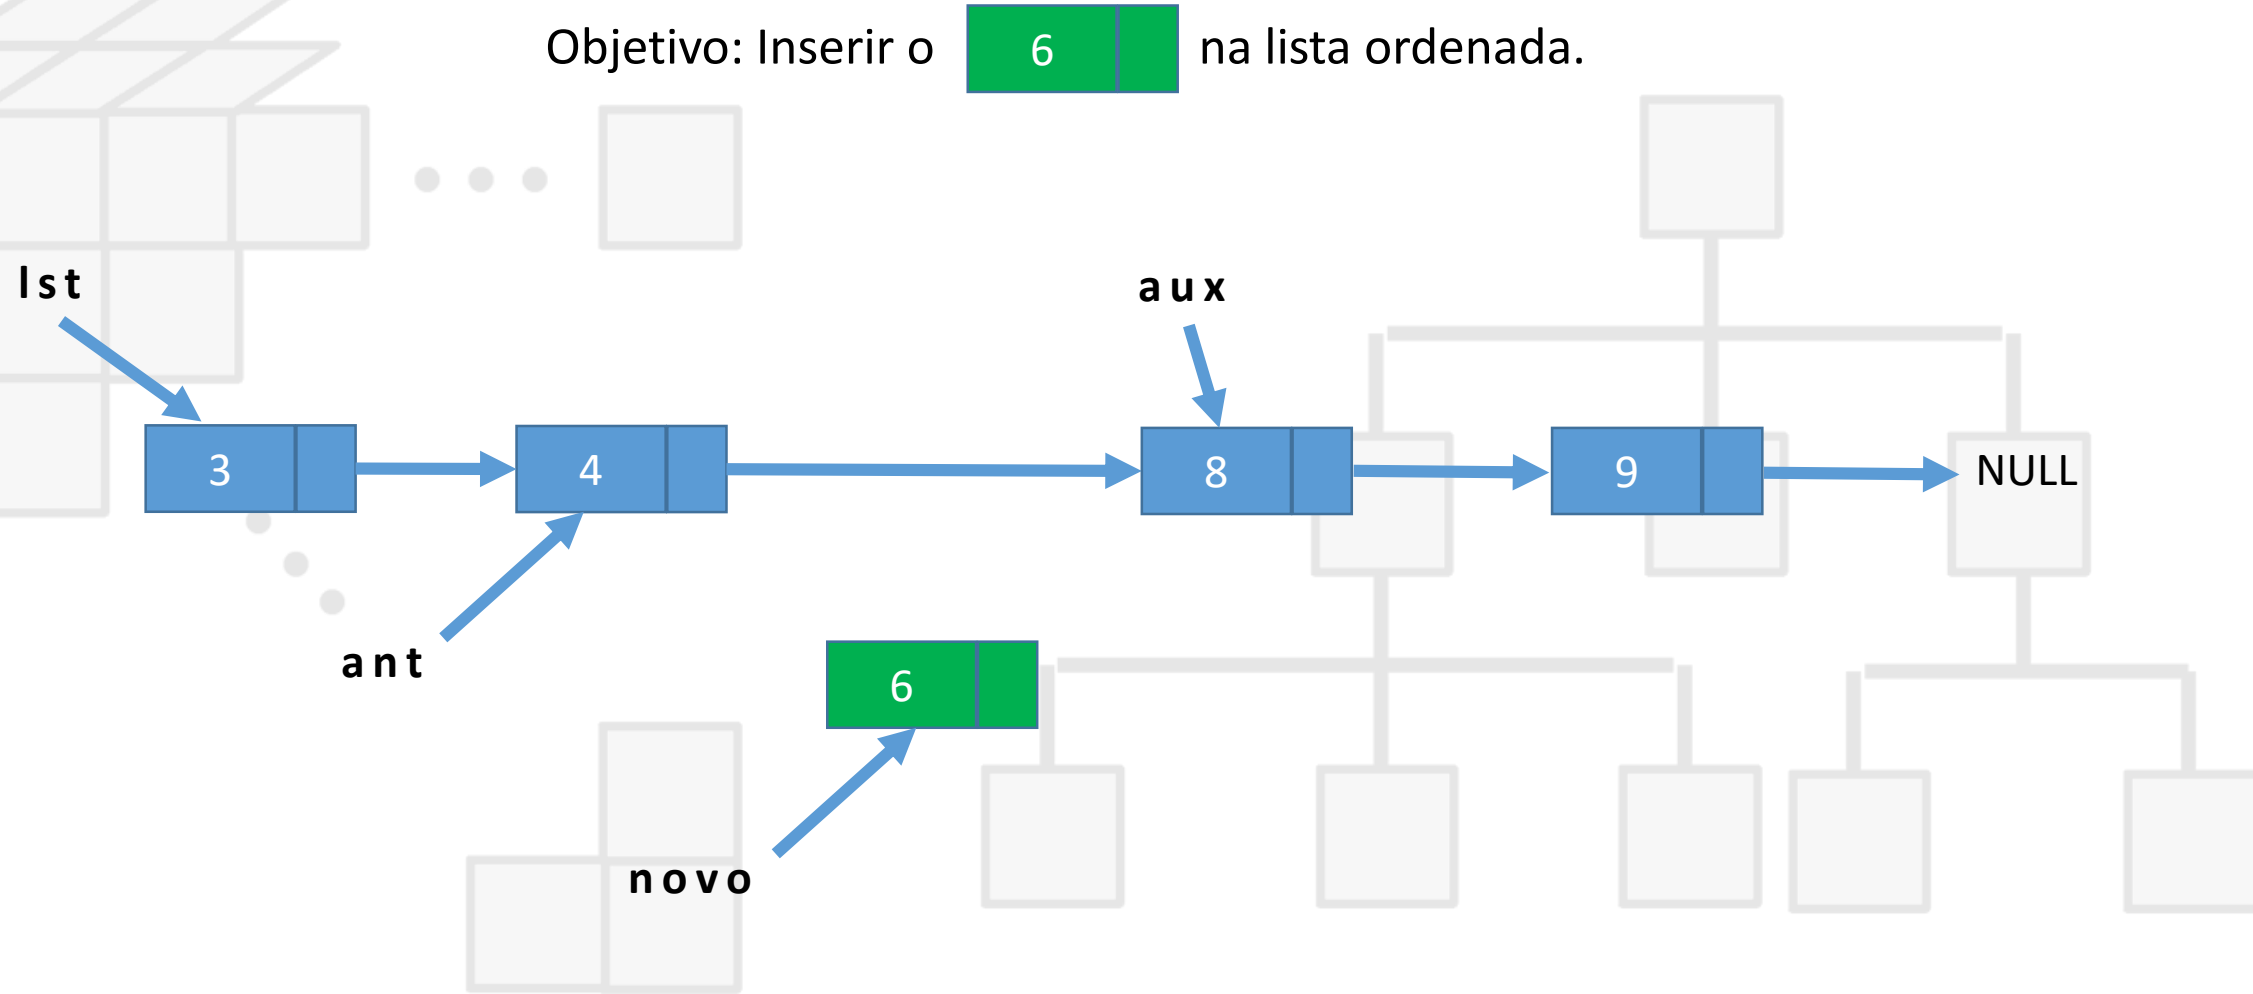 Objetivo: Inserir o 6 na lista ordenada.
lst
aux
3 4 8 9 NULL
ant
6
novo